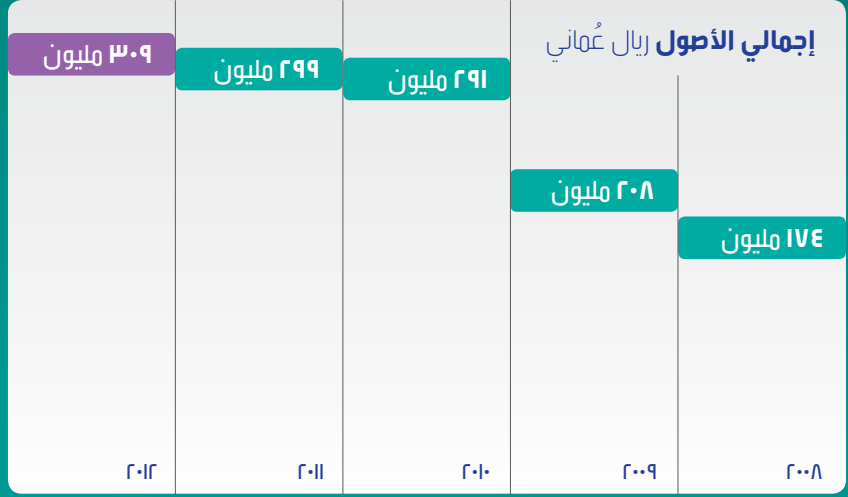 إجمالي الأصول ريال عُماني
١٧٤ مليون
٢٠٨ مليون
٢٩١ مليون
٢٩٩ مليون
٣٠٩ مليون
٢٠٠٨
٢٠٠٩
٢٠١٠
٢٠١١
٢٠١٢